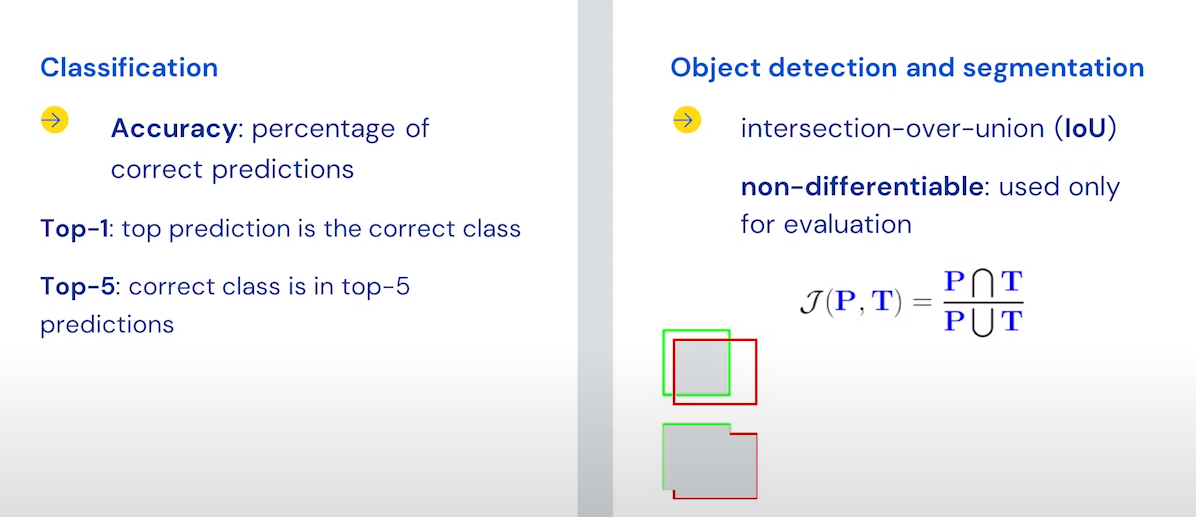 Classification
Accuracy: percentage of
correct predictions
Top-1: top prediction is the correct class
Top-5: correct class is in top-5
predictions
Object detection and segmentation
intersection-over-union (IoU)
non-differentiable: used only
for evaluation
𝒥(P, T) = P⋂T / P⋃T